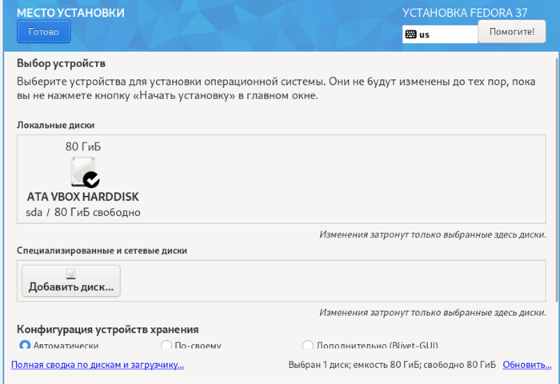 МЕСТО УСТАНОВКИ
УСТАНОВКА FEDORA 37
Готово
us
Помогите!
Выбор устройств
Выберите устройства для установки операционной системы. Они не будут изменены до тех пор, пока
вы не нажмете кнопку «Начать установку» в главном окне.
Локальные диски
80 ГиБ
ATA VBOX HARDDISK
sda / 80 ГиБ свободно
Изменения затронут только выбранные здесь диски.
Специализированные и сетевые диски
Добавить диск...
Изменения затронут только выбранные здесь диски.
Конфигурация устройств хранения
Автоматически По-своему Дополнительно (Blivet-GUI)
Полная сводка по дискам и загрузчику... Выбран 1 диск; емкость 80 ГиБ; свободно 80 ГиБ Обновить...